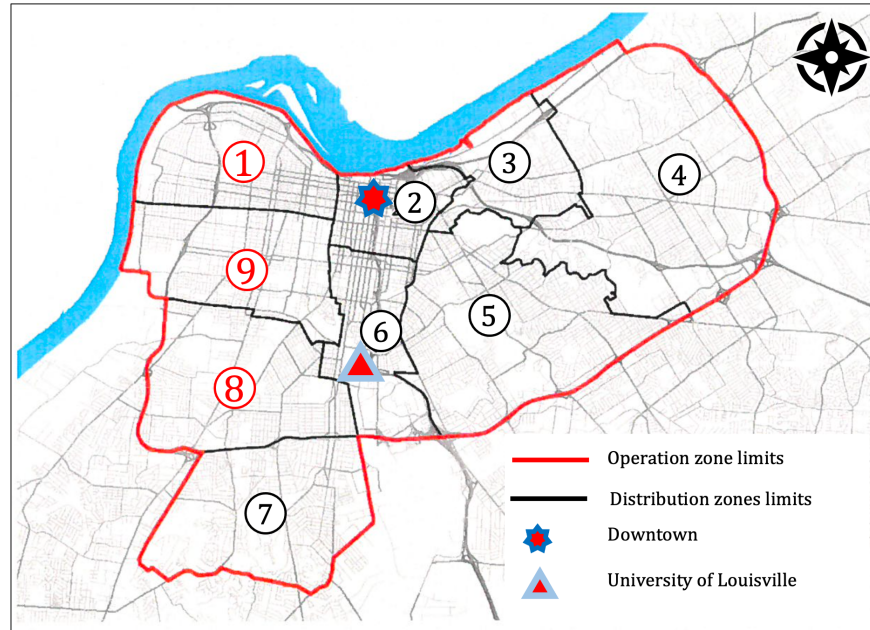 1
3
4
2
9
5
6
8
7
Operation zone limits
Distribution zones limits
Downtown
University of Louisville